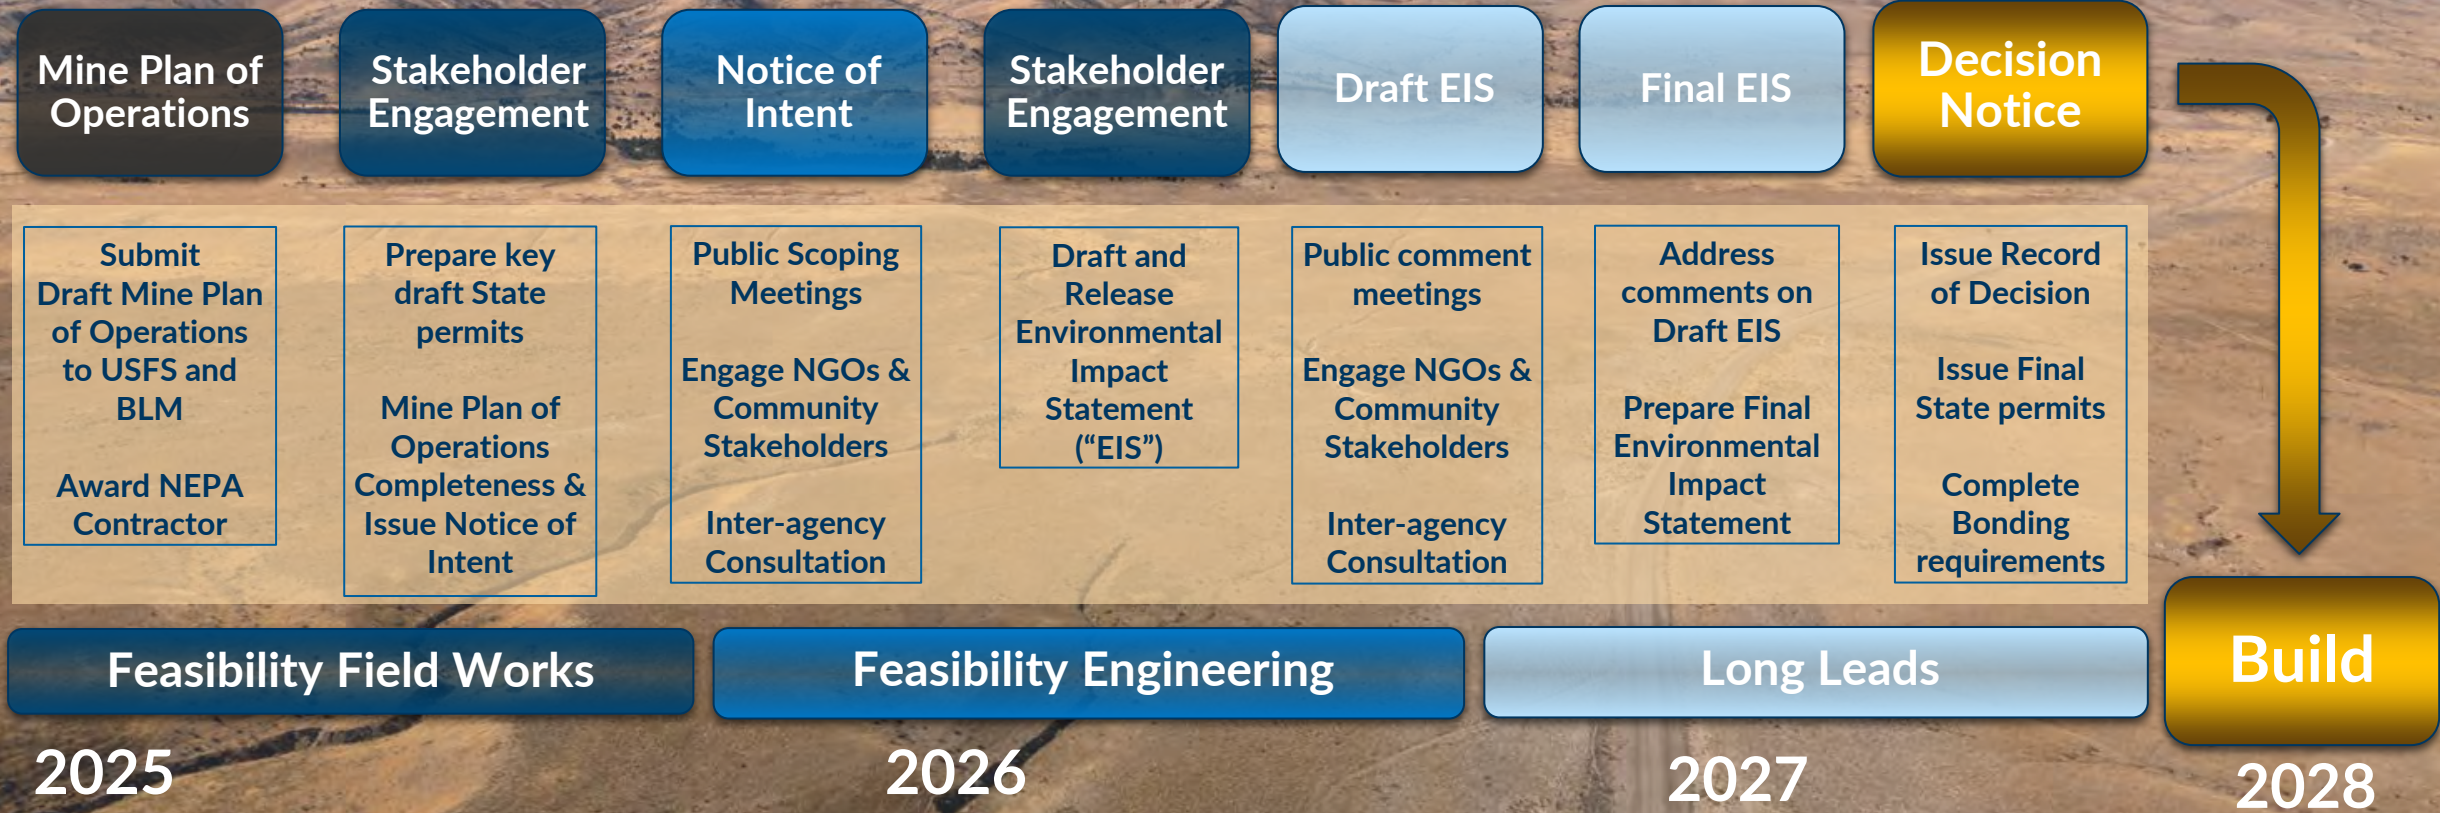 Mine Plan of
Operations
Stakeholder
Engagement
Notice of
Intent
Stakeholder
Engagement
Draft EIS
Final EIS
Decision
Notice
Submit
Draft Mine Plan
of Operations
to USFS and
BLM
Award NEPA
Contractor
Prepare key
draft State
permits
Mine Plan of
Operations
Completeness &
Issue Notice of
Intent
Public Scoping
Meetings
Engage NGOs &
Community
Stakeholders
Inter-agency
Consultation
Draft and
Release
Environmental
Impact
Statement
(“EIS”)
Public comment
meetings
Engage NGOs &
Community
Stakeholders
Inter-agency
Consultation
Address
comments on
Draft EIS
Prepare Final
Environmental
Impact
Statement
Issue Record
of Decision
Issue Final
State permits
Complete
Bonding
requirements
Feasibility Field Works
Feasibility Engineering
Long Leads
Build
2025
2026
2027
2028